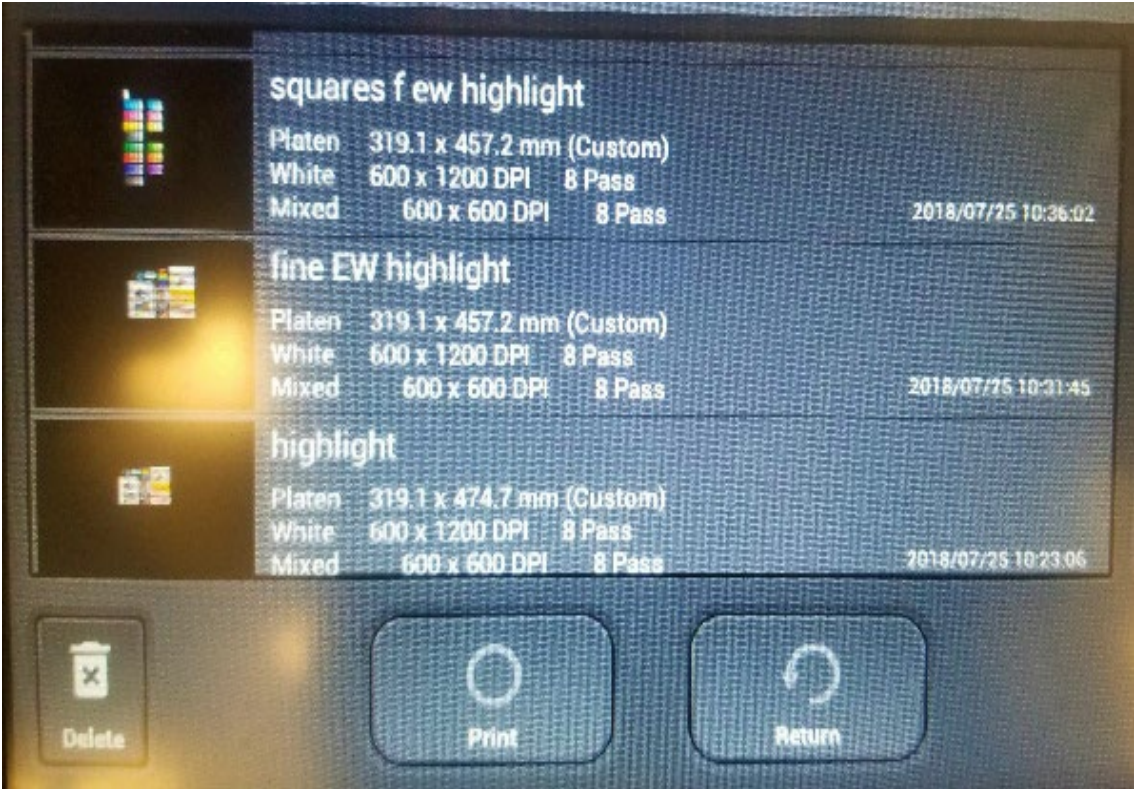 squares f ew highlight
Platen 319.1 x 457.2 mm (Custom)
White 600 x 1200 DPI 8 Pass
Mixed 600 x 600 DPI 8 Pass 2018/07/25 10:36:02
fine EW highlight
Platen 319.1 x 457.2 mm (Custom)
White 600 x 1200 DPI 8 Pass
Mixed 600 x 600 DPI 8 Pass 2018/07/25 10:31:45
highlight
Platen 319.1 x 474.7 mm (Custom)
White 600 x 1200 DPI 8 Pass
Mixed 600 x 600 DPI 8 Pass 2018/07/25 10:23:06
Delete
Print
Return